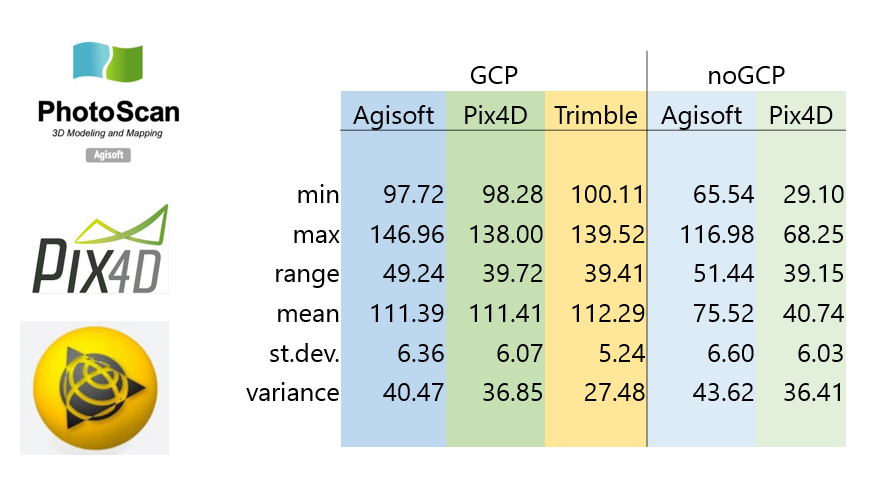 PhotoScan
3D Modeling and Mapping
Agisoft
PIX4D
GCP noGCP
Agisoft Pix4D Trimble Agisoft Pix4D
min 97.72 98.28 100.11 65.54 29.10
max 146.96 138.00 139.52 116.98 68.25
range 49.24 39.72 39.41 51.44 39.15
mean 111.39 111.41 112.29 75.52 40.74
st.dev. 6.36 6.07 5.24 6.60 6.03
variance 40.47 36.85 27.48 43.62 36.41